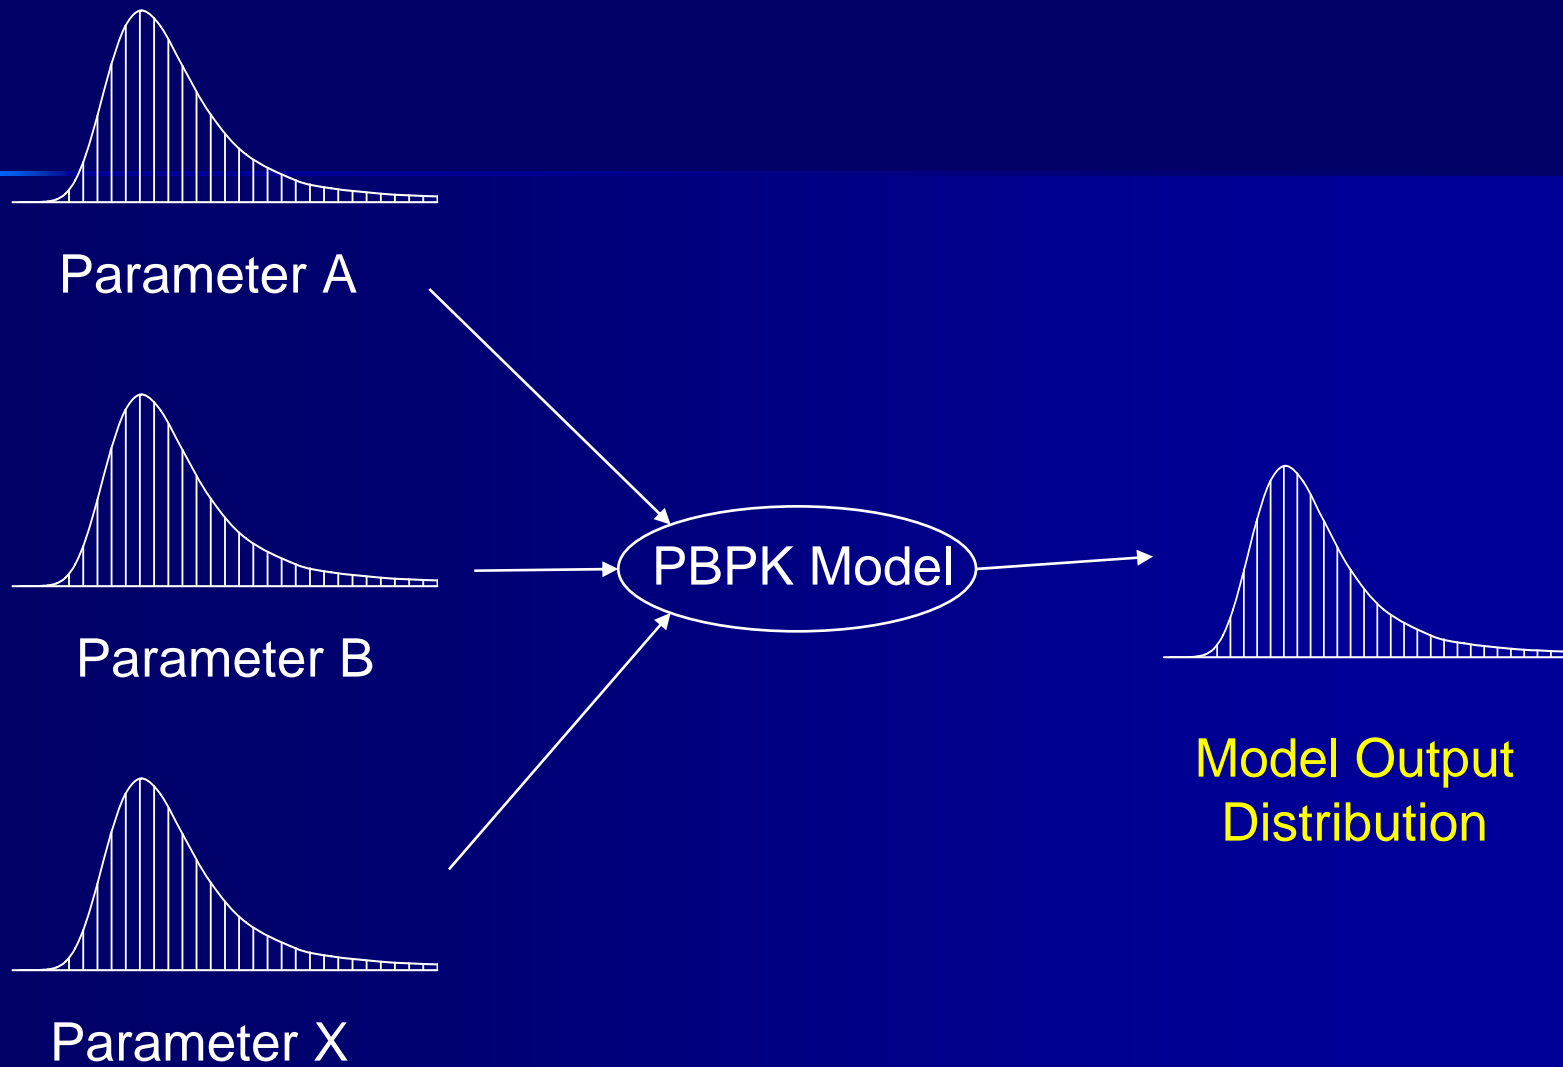 Parameter A
Parameter B
PBPK Model
Model Output
Distribution
Parameter X